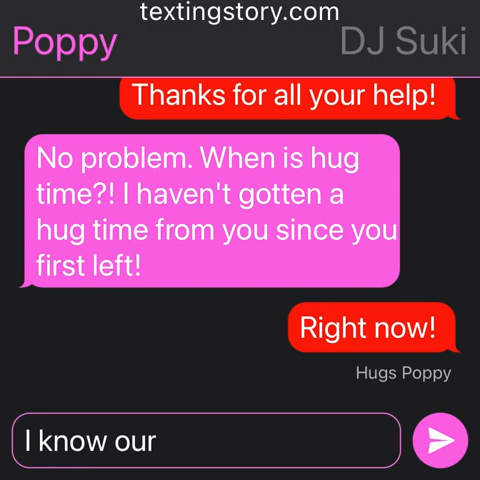 textingstory.com
Poppy DJ Suki
Thanks for all your help!
No problem. When is hug
time?! I haven't gotten a
hug time from you since you
first left!
Right now!
Hugs Poppy
I know our